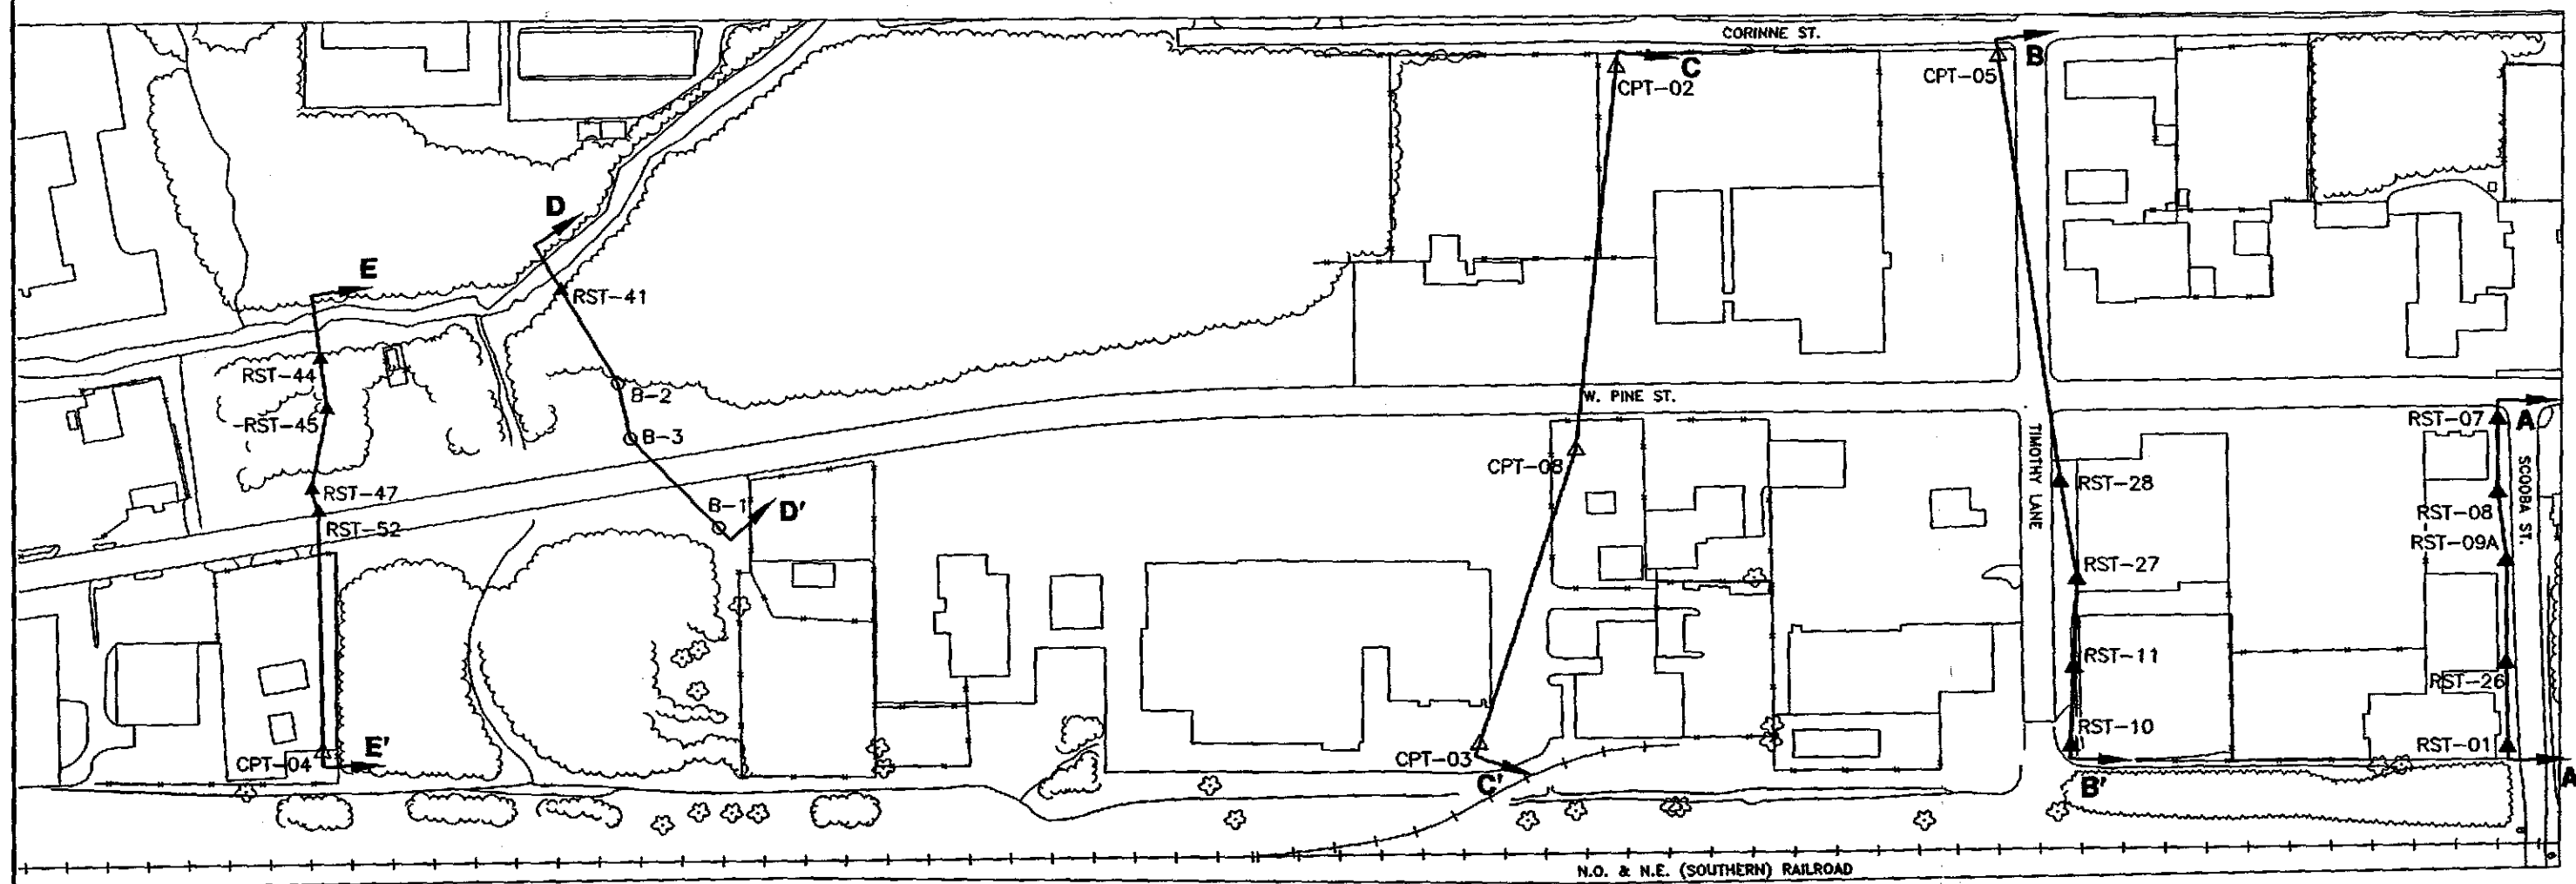 CORINNE ST.
B
C
CPT-05
CPT-02
D
E
RST-41
RST-44
B-2
W. PINE ST.
RST-07
A
-RST-45
B-3
TIMOTHY LANE
SCOOBA ST.
CPT-08
RST-28
RST-47
B-1
D'
RST-08
RST-52
RST-09A
RST-27
RST-11
RST-26
RST-10
RST-01
E'
CPT-04
CPT-03
C'
B'
A
N.O. & N.E. (SOUTHERN) RAILROAD